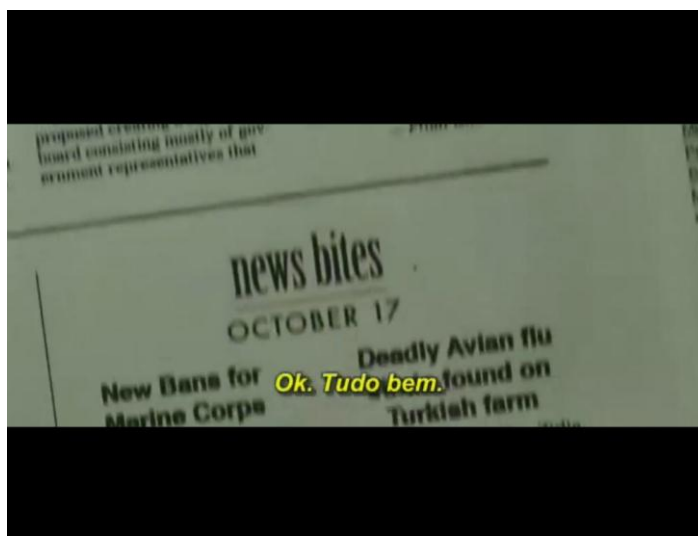 board consisting mostly of gov-
ernment representatives that
news bites
OCTOBER 17
New Bans for
Marine Corps
Deadly Avian flu
found on
Turkish farm
Ok. Tudo bem.